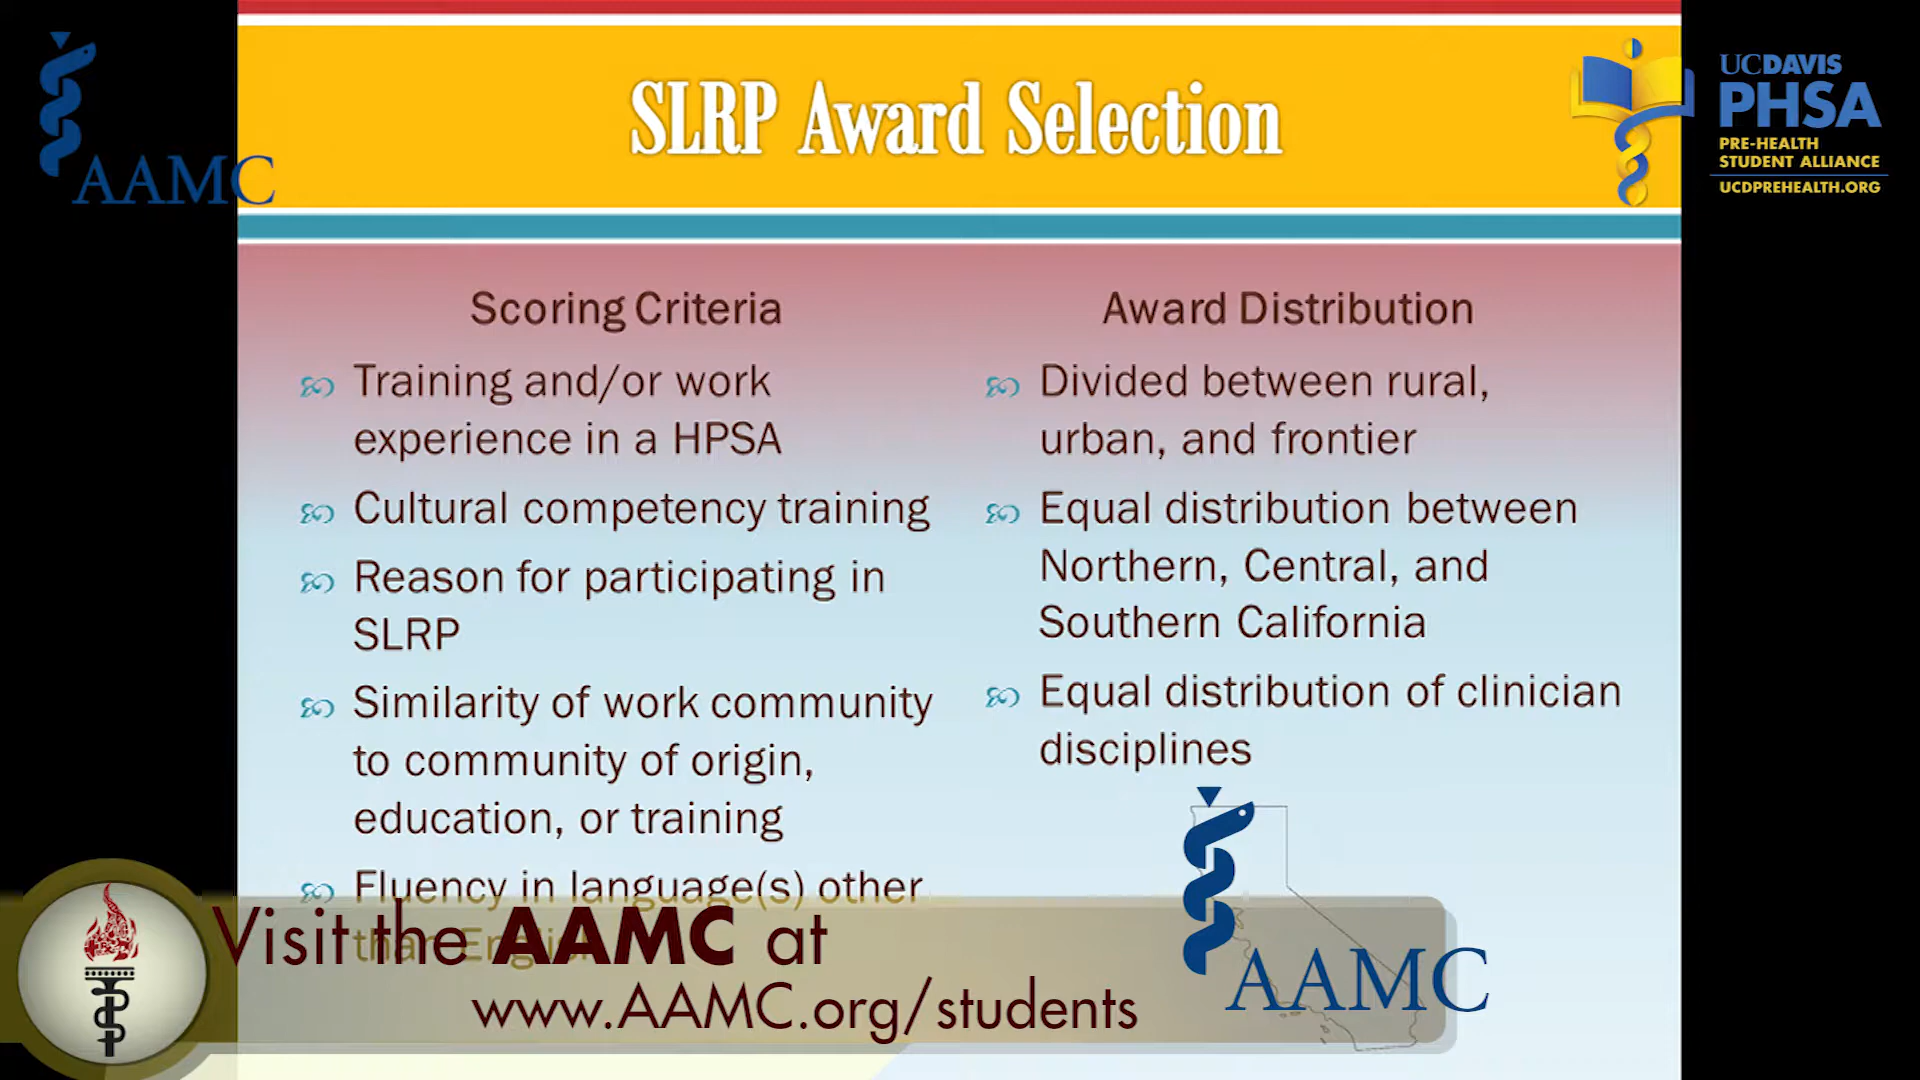 AAMC
SLRP Award Selection
UCDAVIS
PHSA
PRE-HEALTH
STUDENT ALLIANCE
UCDPREHEALTH.ORG
Scoring Criteria
Training and/or work
experience in a HPSA
Cultural competency training
Reason for participating in
SLRP
Similarity of work community
to community of origin,
education, or training
Fluency in language(s) other
than English
Award Distribution
Divided between rural,
urban, and frontier
Equal distribution between
Northern, Central, and
Southern California
Equal distribution of clinician
disciplines
Visit the AAMC at
www.AAMC.org/students
AAMC